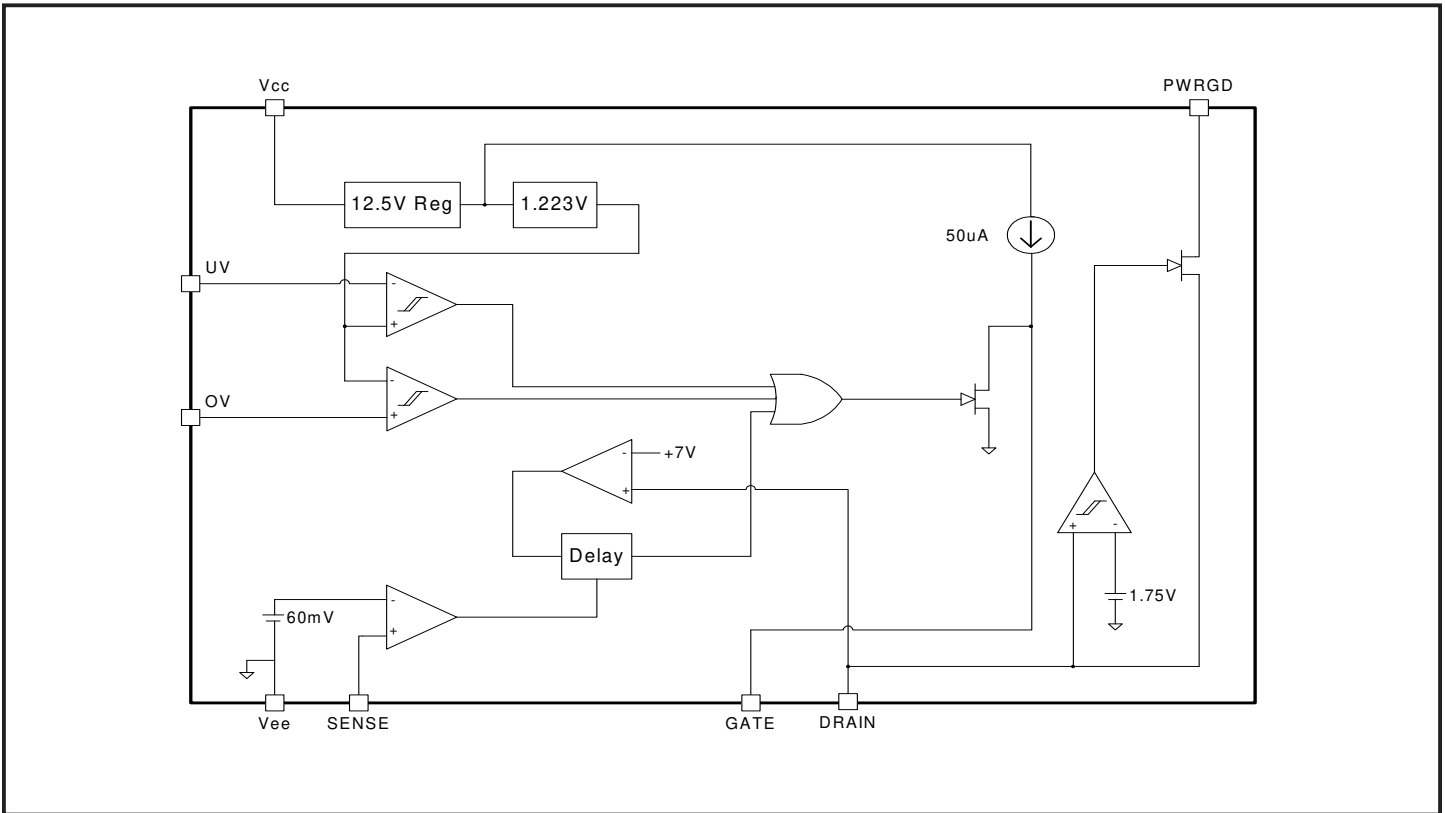 Vcc
PWRGD
12.5V Reg
1.223V
50uA
UV
-
+
-
OV
+
-
+7V
+
+
-
Delay
1.75V
-
60mV
+
Vee
SENSE
GATE
DRAIN